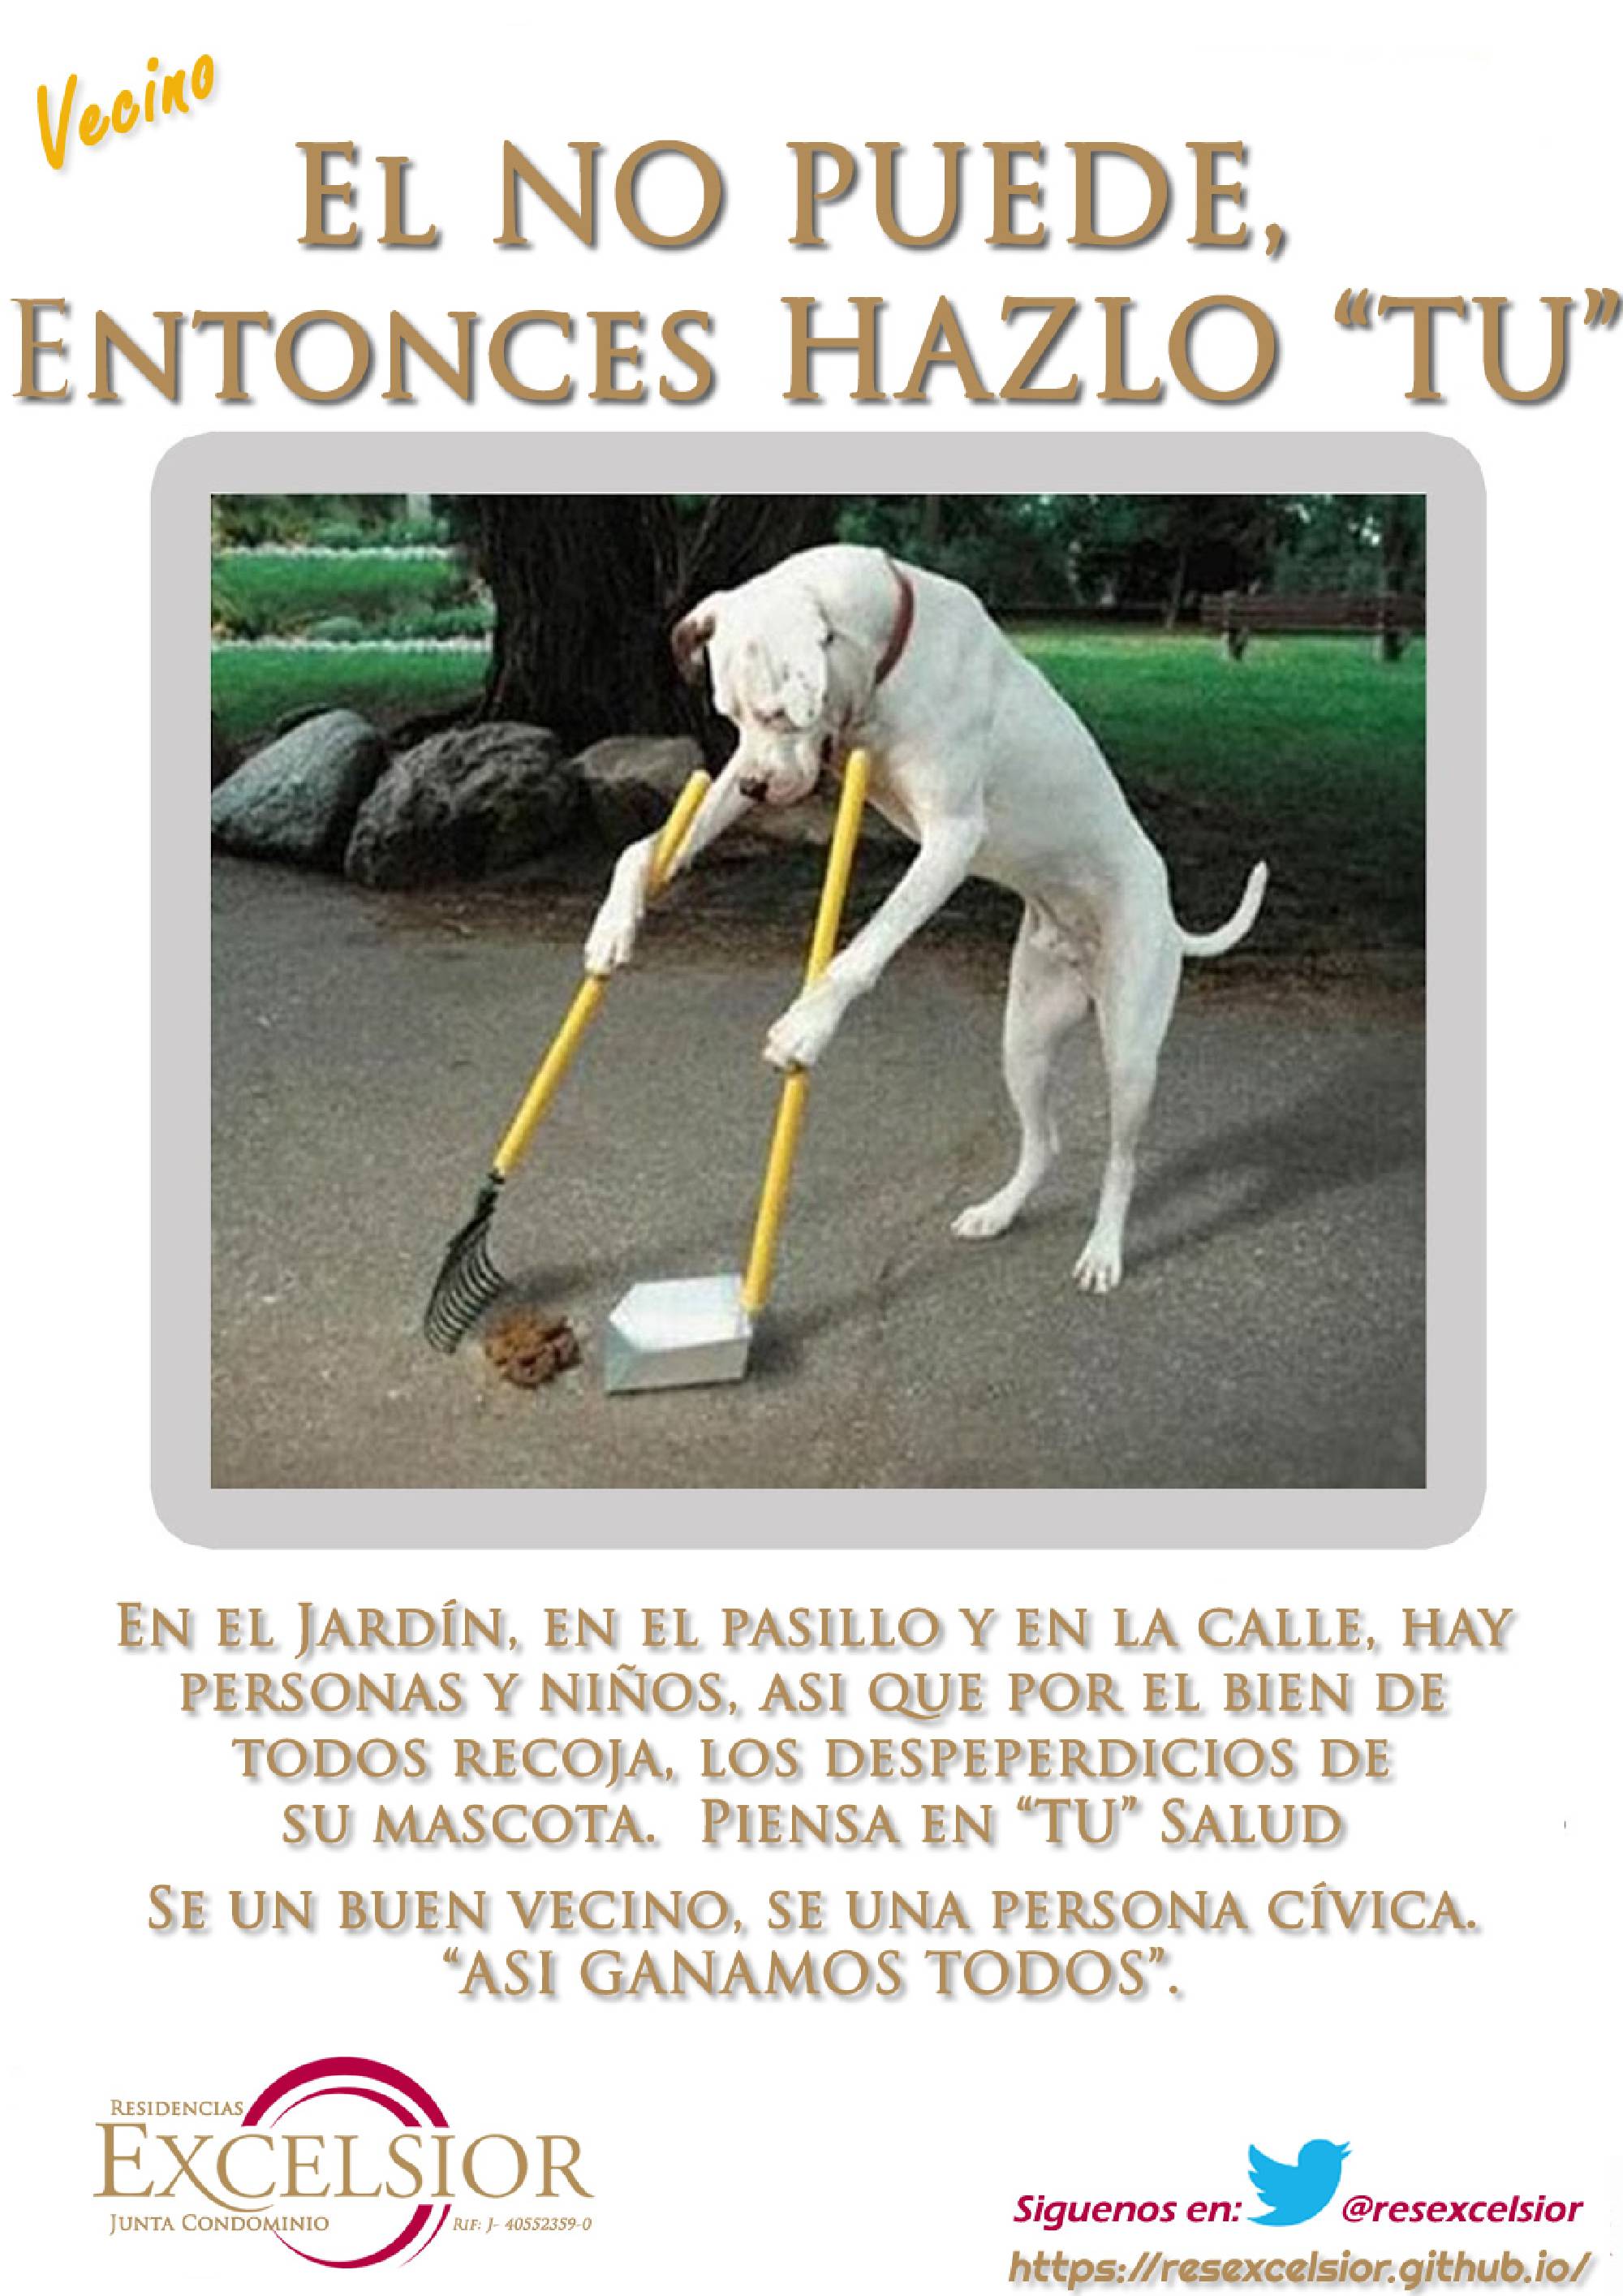 Vecino
EL NO PUEDE,
ENTONCES HAZLO “TU”
EN EL JARDÍN, EN EL PASILLO Y EN LA CALLE, HAY
PERSONAS Y NIÑOS, ASI QUE POR EL BIEN DE
TODOS RECOJA, LOS DESPEPERDICIOS DE
SU MASCOTA. PIENSA EN “TU” SALUD
SE UN BUEN VECINO, SE UNA PERSONA CÍVICA.
“ASI GANAMOS TODOS”.
RESIDENCIAS
EXCELSIOR
JUNTA CONDOMINIO RIF: J- 40552359-0
Siguenos en: @resexcelsior
https://resexcelsior.github.io/